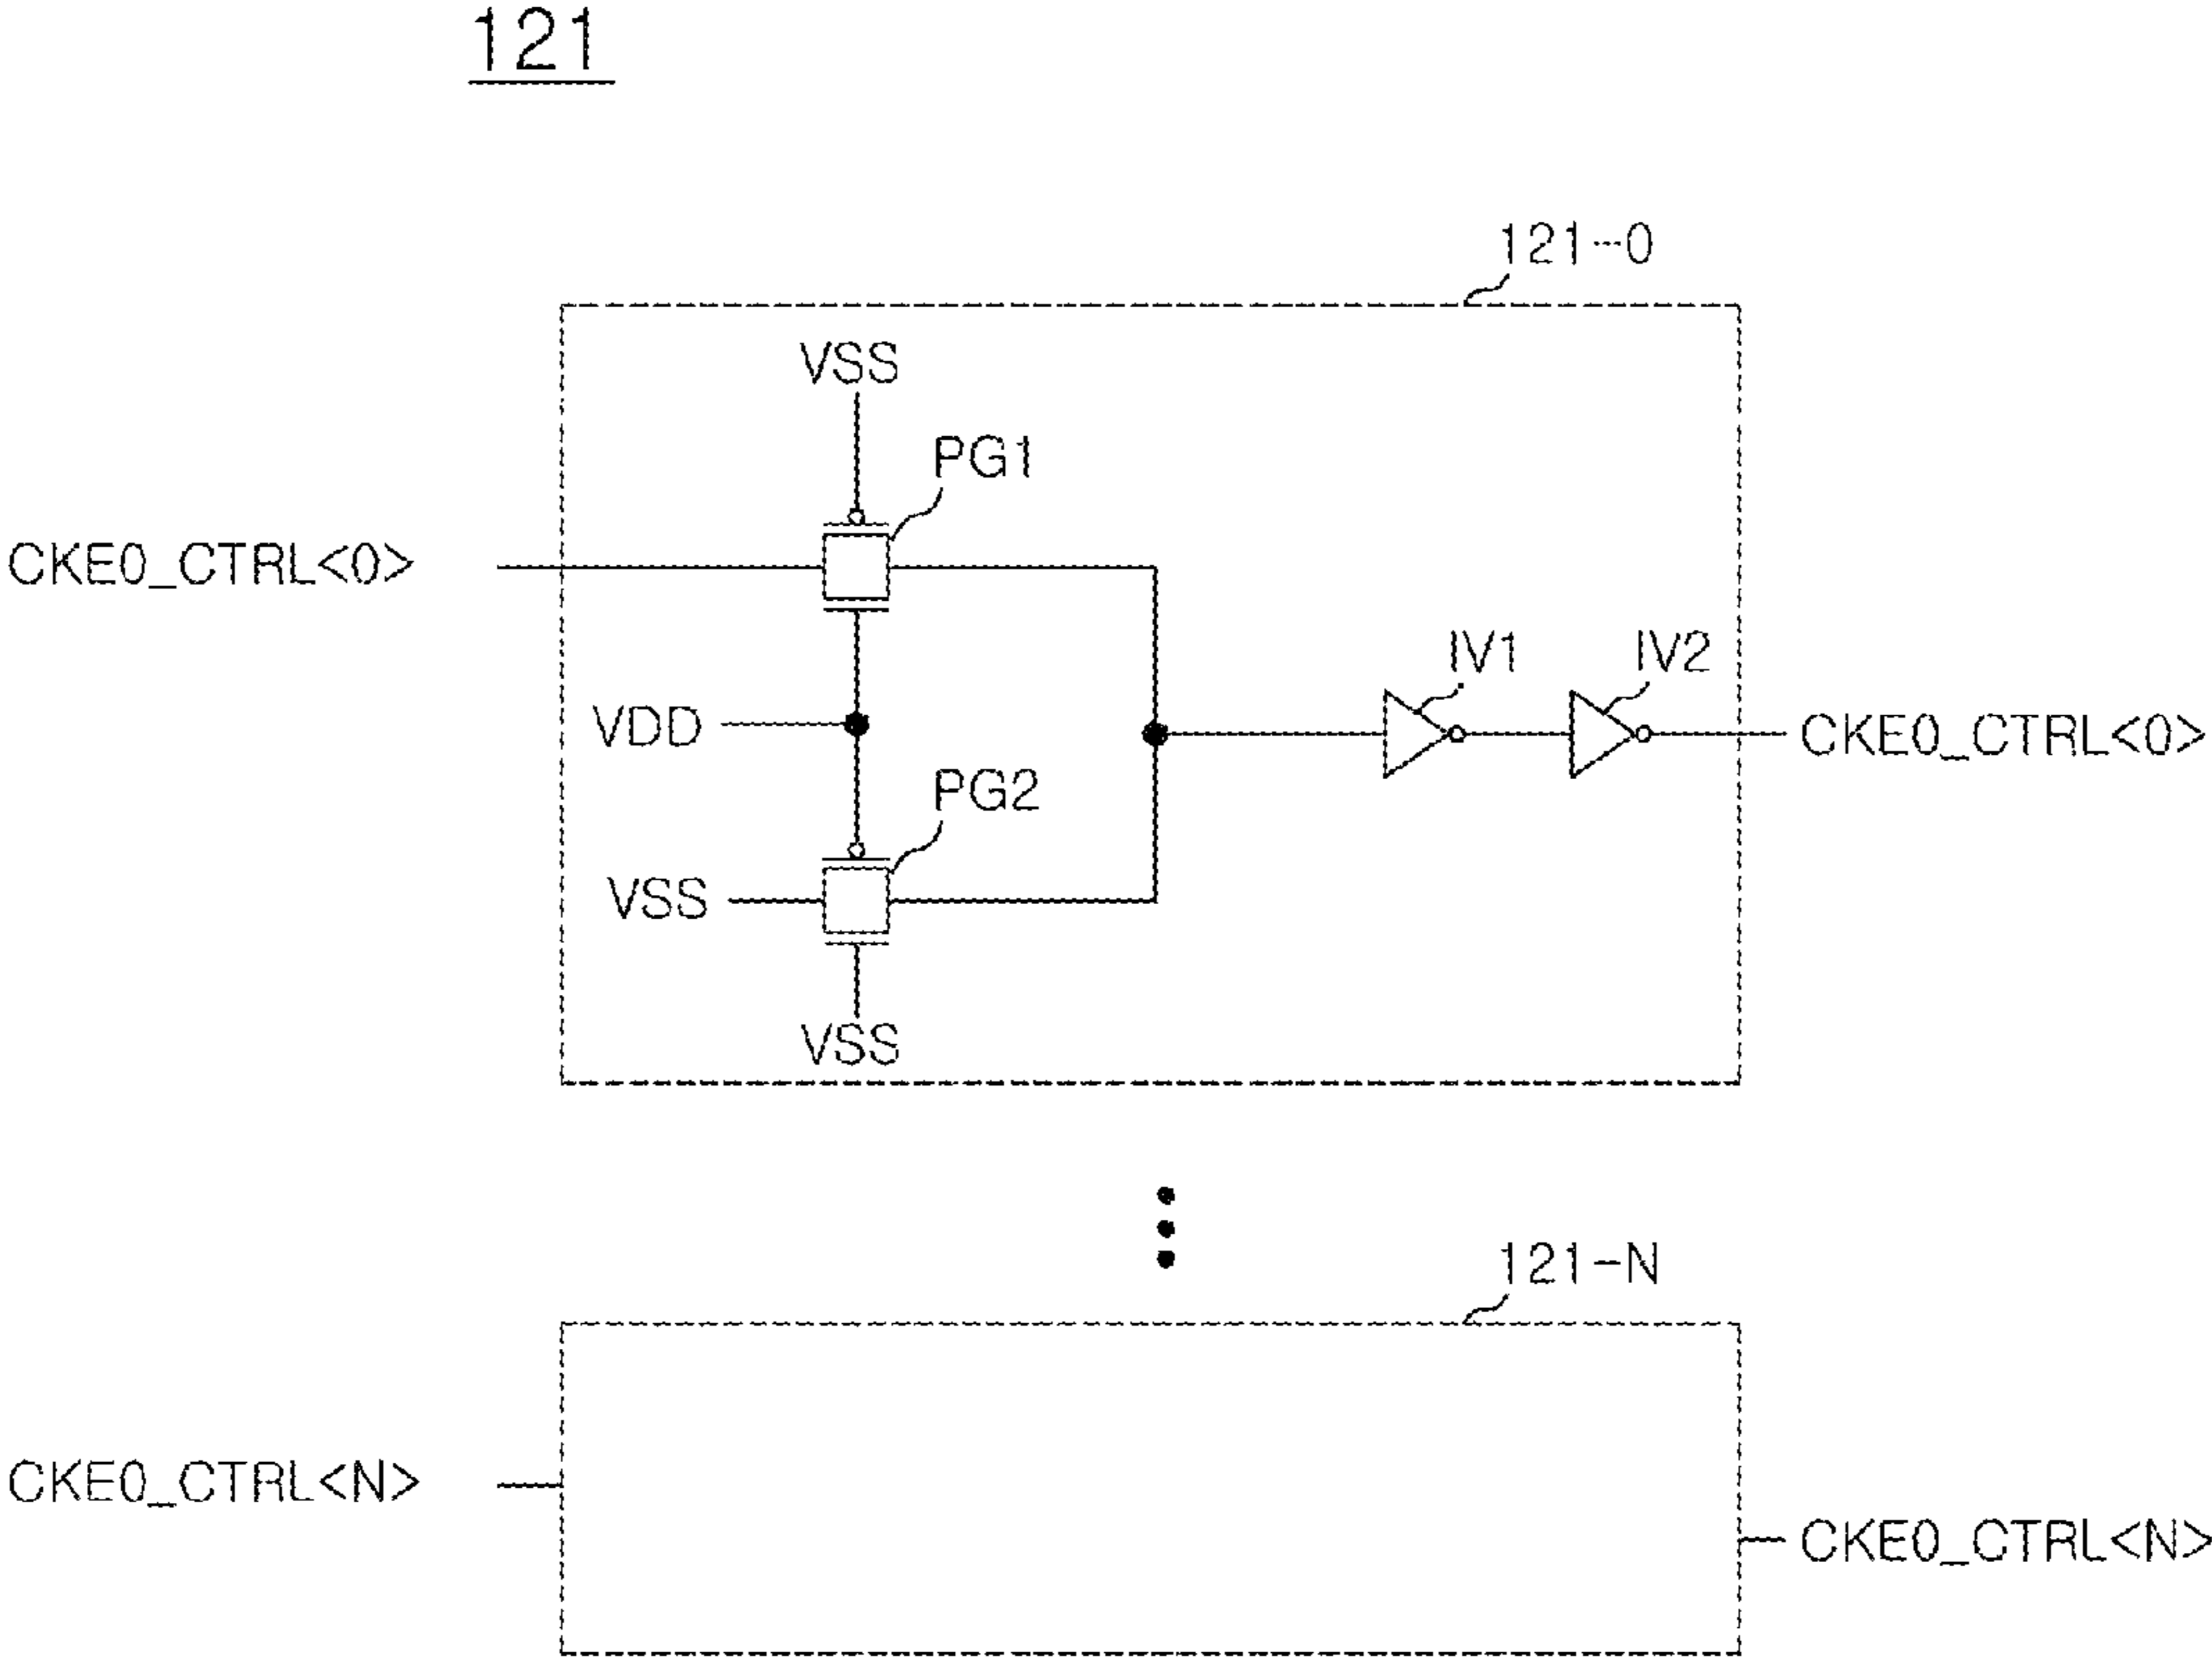 121
121-0
VSS
PG1
CKE0_CTRL<0>
IV1
IV2
VDD
CKE0_CTRL<0>
PG2
VSS
VSS
121-N
CKE0_CTRL<N>
CKE0_CTRL<N>